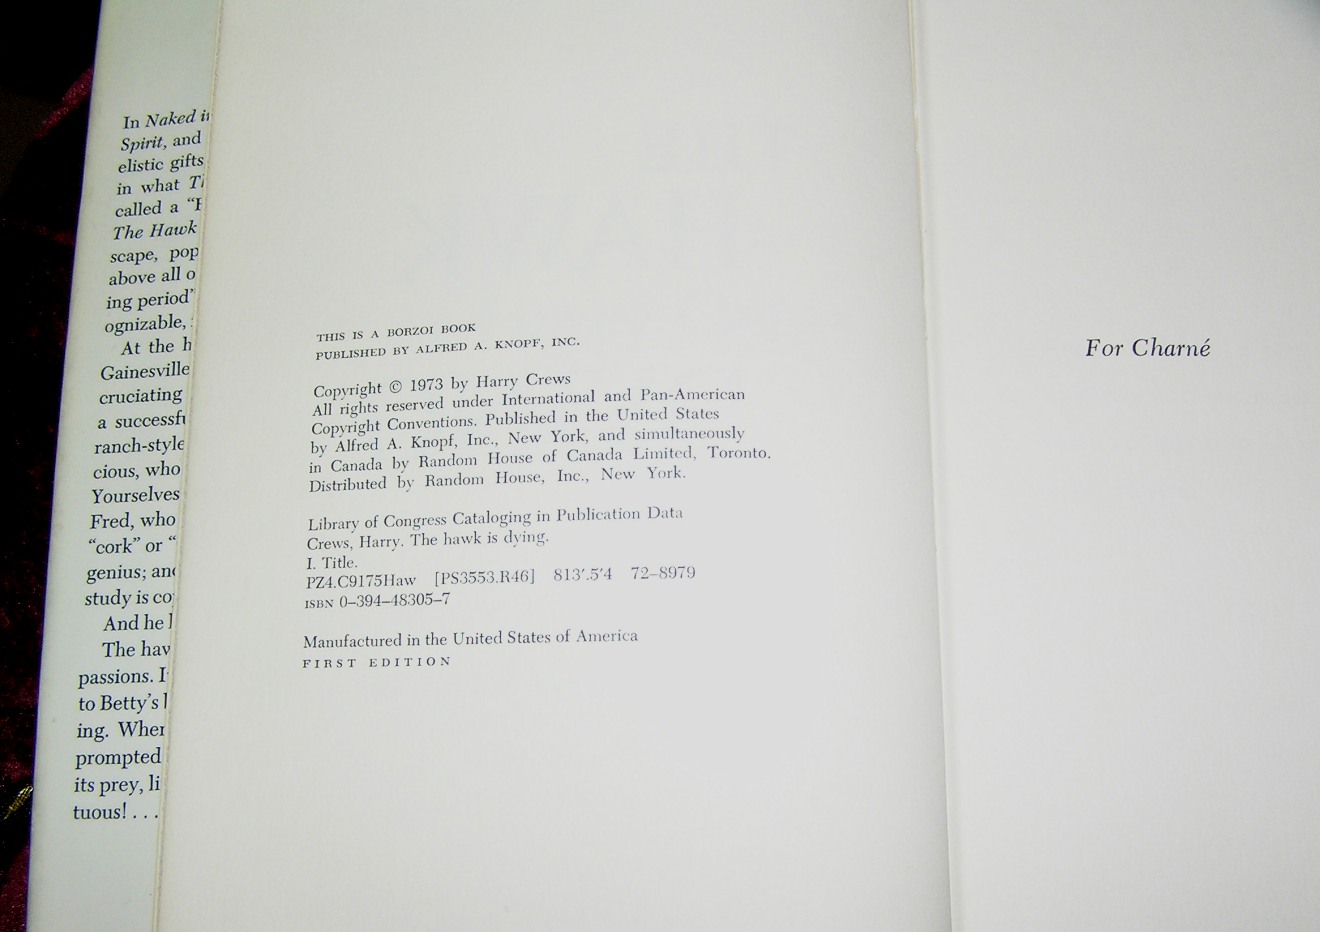 In Naked in
Spirit, and
elistic gifts
in what
called a
The Hawk
scape, pop
above all o
ing period"
ognizable,
At the h
Gainesville
cruciating
a successfu
ranch-style
cious, who
Yourselves
Fred, who
"cork" or "
genius; and
study is co
And he
The haw
passions. I
to Betty's
ing. When
prompted
its prey, li
tuous! . . .
THIS IS A BORZOI BOOK
PUBLISHED BY ALFRED A. KNOPF, INC.
Copyright © 1973 by Harry Crews
All rights reserved under International and Pan-American
Copyright Conventions. Published in the United States
by Alfred A. Knopf, Inc., New York, and simultaneously
in Canada by Random House of Canada Limited, Toronto.
Distributed by Random House, Inc., New York.
Library of Congress Cataloging in Publication Data
Crews, Harry. The hawk is dying.
I. Title.
PZ4.C9175Haw [PS3553.R46] 813'.5'4 72–8979
ISBN 0–394–48305–7
Manufactured in the United States of America
FIRST EDITION
For Charné